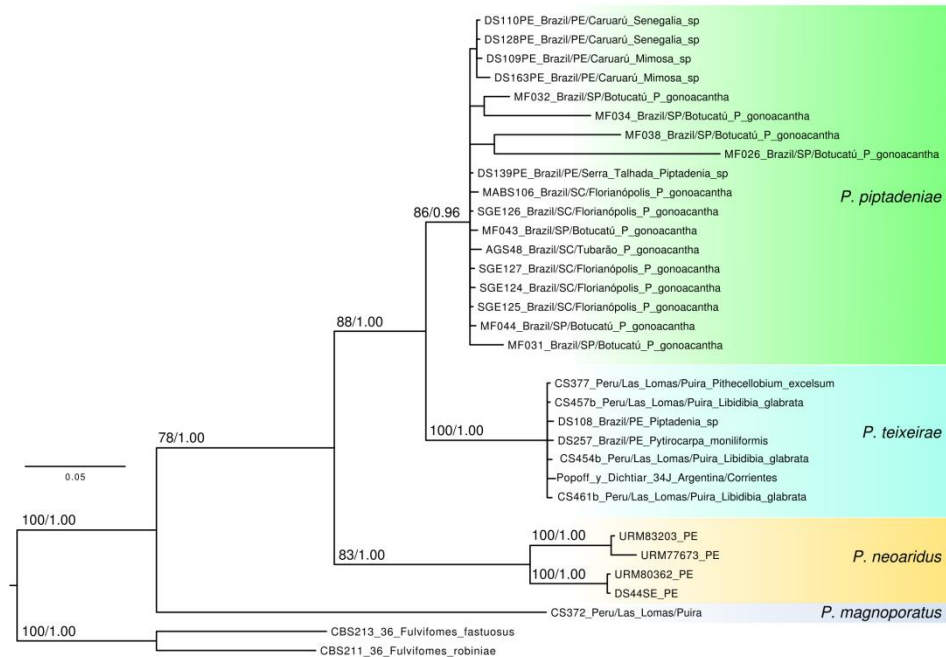 DS110PE_Brazil/PE/Caruarú_Senegalia_sp
DS128PE_Brazil/PE/Caruarú_Senegalia_sp
DS109PE_Brazil/PE/Caruarú_Mimosa_sp
DS163PE_Brazil/PE/Caruarú_Mimosa_sp
MF032_Brazil/SP/Botucatú_P_gonoacantha
MF034_Brazil/SP/Botucatú_P_gonoacantha
MF038_Brazil/SP/Botucatú_P_gonoacantha
MF026_Brazil/SP/Botucatú_P_gonoacantha
DS139PE_Brazil/PE/Serra_Talhada_Piptadenia_sp
MABS106_Brazil/SC/Florianópolis_P_gonoacantha
P. piptadeniae
86/0.96
SGE126_Brazil/SC/Florianópolis_P_gonoacantha
MF043_Brazil/SP/Botucatú_P_gonoacantha
AGS48_Brazil/SC/Tubarão_P_gonoacantha
SGE127_Brazil/SC/Florianópolis_P_gonoacantha
SGE124_Brazil/SC/Florianópolis_P_gonoacantha
SGE125_Brazil/SC/Florianópolis_P_gonoacantha
88/1.00
MF044_Brazil/SP/Botucatú_P_gonoacantha
MF031_Brazil/SP/Botucatú_P_gonoacantha
CS377_Peru/Las_Lomas/Puira_Pithecellobium_excelsum
CS457b_Peru/Las_Lomas/Puira_Libidibia_glabrata
DS108_Brazil/PE_Piptadenia_sp
P. teixeirae
100/1.00
DS257_Brazil/PE_Pytirocarpa_moniliformis
78/1.00
CS454b_Peru/Las_Lomas/Puira_Libidibia_glabrata
0.05
Popoff_y_Dichtiar_34J_Argentina/Corrientes
CS461b_Peru/Las_Lomas/Puira_Libidibia_glabrata
100/1.00
100/1.00
URM83203_PE
83/1.00
URM77673_PE
P. neoaridus
100/1.00
URM80362_PE
DS44SE_PE
CS372_Peru/Las_Lomas/Puira
P. magnoporatus
100/1.00
CBS213_36_Fulvifomes_fastuosus
CBS211_36_Fulvifomes_robiniae